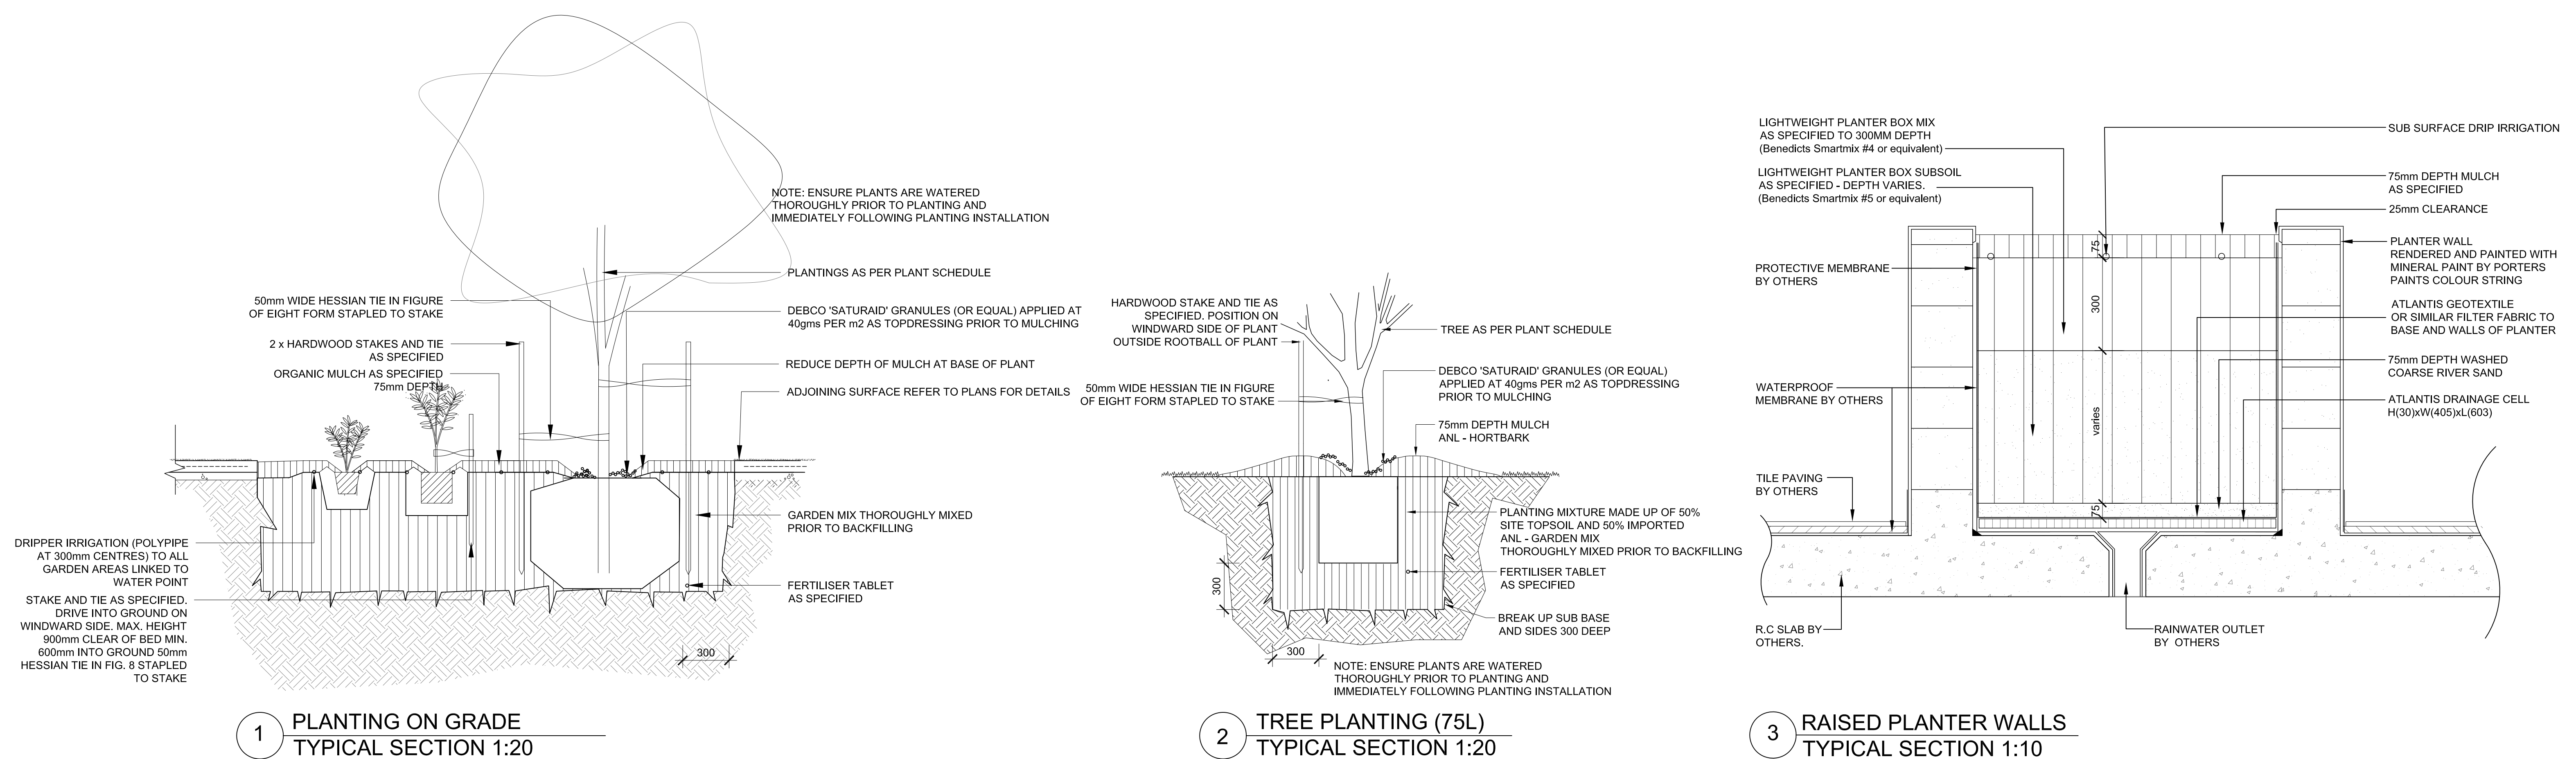 NOTE: ENSURE PLANTS ARE WATERED
THOROUGHLY PRIOR TO PLANTING AND
IMMEDIATELY FOLLOWING PLANTING INSTALLATION
PLANTINGS AS PER PLANT SCHEDULE
50mm WIDE HESSIAN TIE IN FIGURE
OF EIGHT FORM STAPLED TO STAKE
DEBCO 'SATURAID' GRANULES (OR EQUAL) APPLIED AT
40gms PER m2 AS TOPDRESSING PRIOR TO MULCHING
2 x HARDWOOD STAKES AND TIE
AS SPECIFIED
REDUCE DEPTH OF MULCH AT BASE OF PLANT
ORGANIC MULCH AS SPECIFIED
75mm DEPTH
ADJOINING SURFACE REFER TO PLANS FOR DETAILS
GARDEN MIX THOROUGHLY MIXED
PRIOR TO BACKFILLING
DRIPPER IRRIGATION (POLYPIPE
AT 300mm CENTRES) TO ALL
GARDEN AREAS LINKED TO
WATER POINT
FERTILISER TABLET
AS SPECIFIED
STAKE AND TIE AS SPECIFIED.
DRIVE INTO GROUND ON
WINDWARD SIDE. MAX. HEIGHT
900mm CLEAR OF BED MIN.
600mm INTO GROUND 50mm
HESSIAN TIE IN FIG. 8 STAPLED
TO STAKE
300
1
PLANTING ON GRADE
TYPICAL SECTION 1:20
HARDWOOD STAKE AND TIE AS
SPECIFIED. POSITION ON
WINDWARD SIDE OF PLANT
OUTSIDE ROOTBALL OF PLANT
TREE AS PER PLANT SCHEDULE
50mm WIDE HESSIAN TIE IN FIGURE
OF EIGHT FORM STAPLED TO STAKE
DEBCO 'SATURAID' GRANULES (OR EQUAL)
APPLIED AT 40gms PER m2 AS TOPDRESSING
PRIOR TO MULCHING
75mm DEPTH MULCH
ANL - HORTBARK
PLANTING MIXTURE MADE UP OF 50%
SITE TOPSOIL AND 50% IMPORTED
ANL - GARDEN MIX
THOROUGHLY MIXED PRIOR TO BACKFILLING
FERTILISER TABLET
AS SPECIFIED
300
BREAK UP SUB BASE
AND SIDES 300 DEEP
300
NOTE: ENSURE PLANTS ARE WATERED
THOROUGHLY PRIOR TO PLANTING AND
IMMEDIATELY FOLLOWING PLANTING INSTALLATION
2
TREE PLANTING (75L)
TYPICAL SECTION 1:20
LIGHTWEIGHT PLANTER BOX MIX
AS SPECIFIED TO 300MM DEPTH
(Benedicts Smartmix #4 or equivalent)
LIGHTWEIGHT PLANTER BOX SUBSOIL
AS SPECIFIED - DEPTH VARIES.
(Benedicts Smartmix #5 or equivalent)
PROTECTIVE MEMBRANE
BY OTHERS
WATERPROOF
MEMBRANE BY OTHERS
TILE PAVING
BY OTHERS
R.C SLAB BY
OTHERS.
75
300
varies
75
SUB SURFACE DRIP IRRIGATION
75mm DEPTH MULCH
AS SPECIFIED
25mm CLEARANCE
PLANTER WALL
RENDERED AND PAINTED WITH
MINERAL PAINT BY PORTERS
PAINTS COLOUR STRING
ATLANTIS GEOTEXTILE
OR SIMILAR FILTER FABRIC TO
BASE AND WALLS OF PLANTER
75mm DEPTH WASHED
COARSE RIVER SAND
ATLANTIS DRAINAGE CELL
H(30)xW(405)xL(603)
RAINWATER OUTLET
BY OTHERS
3
RAISED PLANTER WALLS
TYPICAL SECTION 1:10